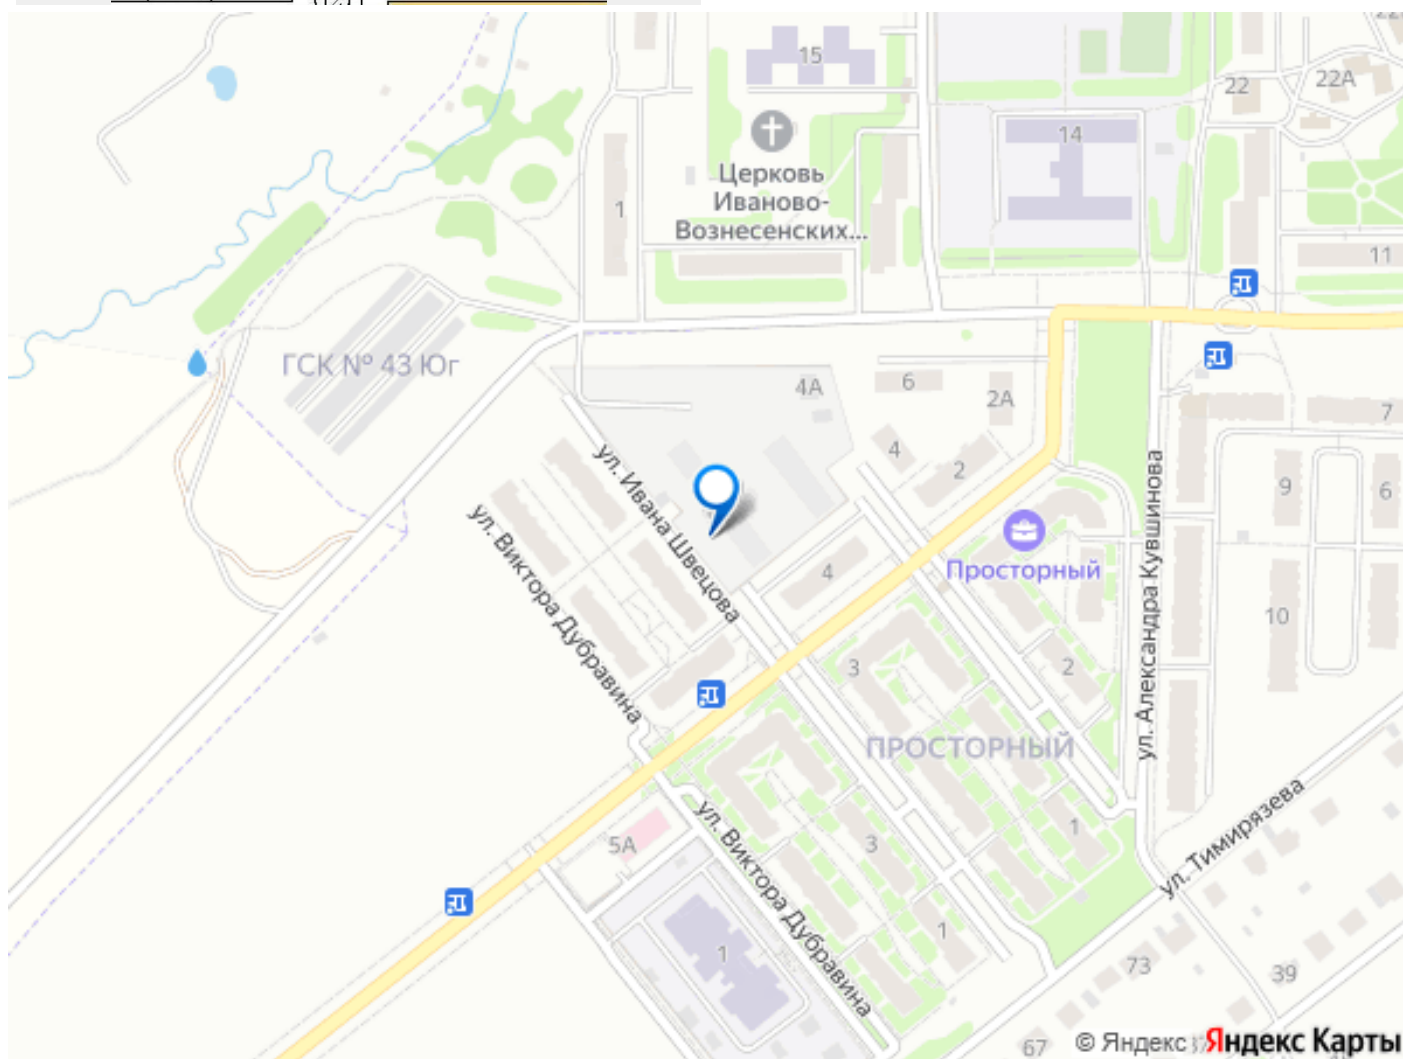 15
22
22А
14
Церковь
Иваново-
Вознесенских...
1
11
ГСК № 43 Юг
4А
6
2А
7
4
2
9
6
ул. Ивана Швецова
ул. Виктора Дубравина
Просторный
4
ул. Александра Кувшинова
10
3
2
ПРОСТОРНЫЙ
ул. Тимирязева
5А
ул. Виктора Дубравина
3
1
1
1
73
39
67
© Яндекс Яндекс Карты